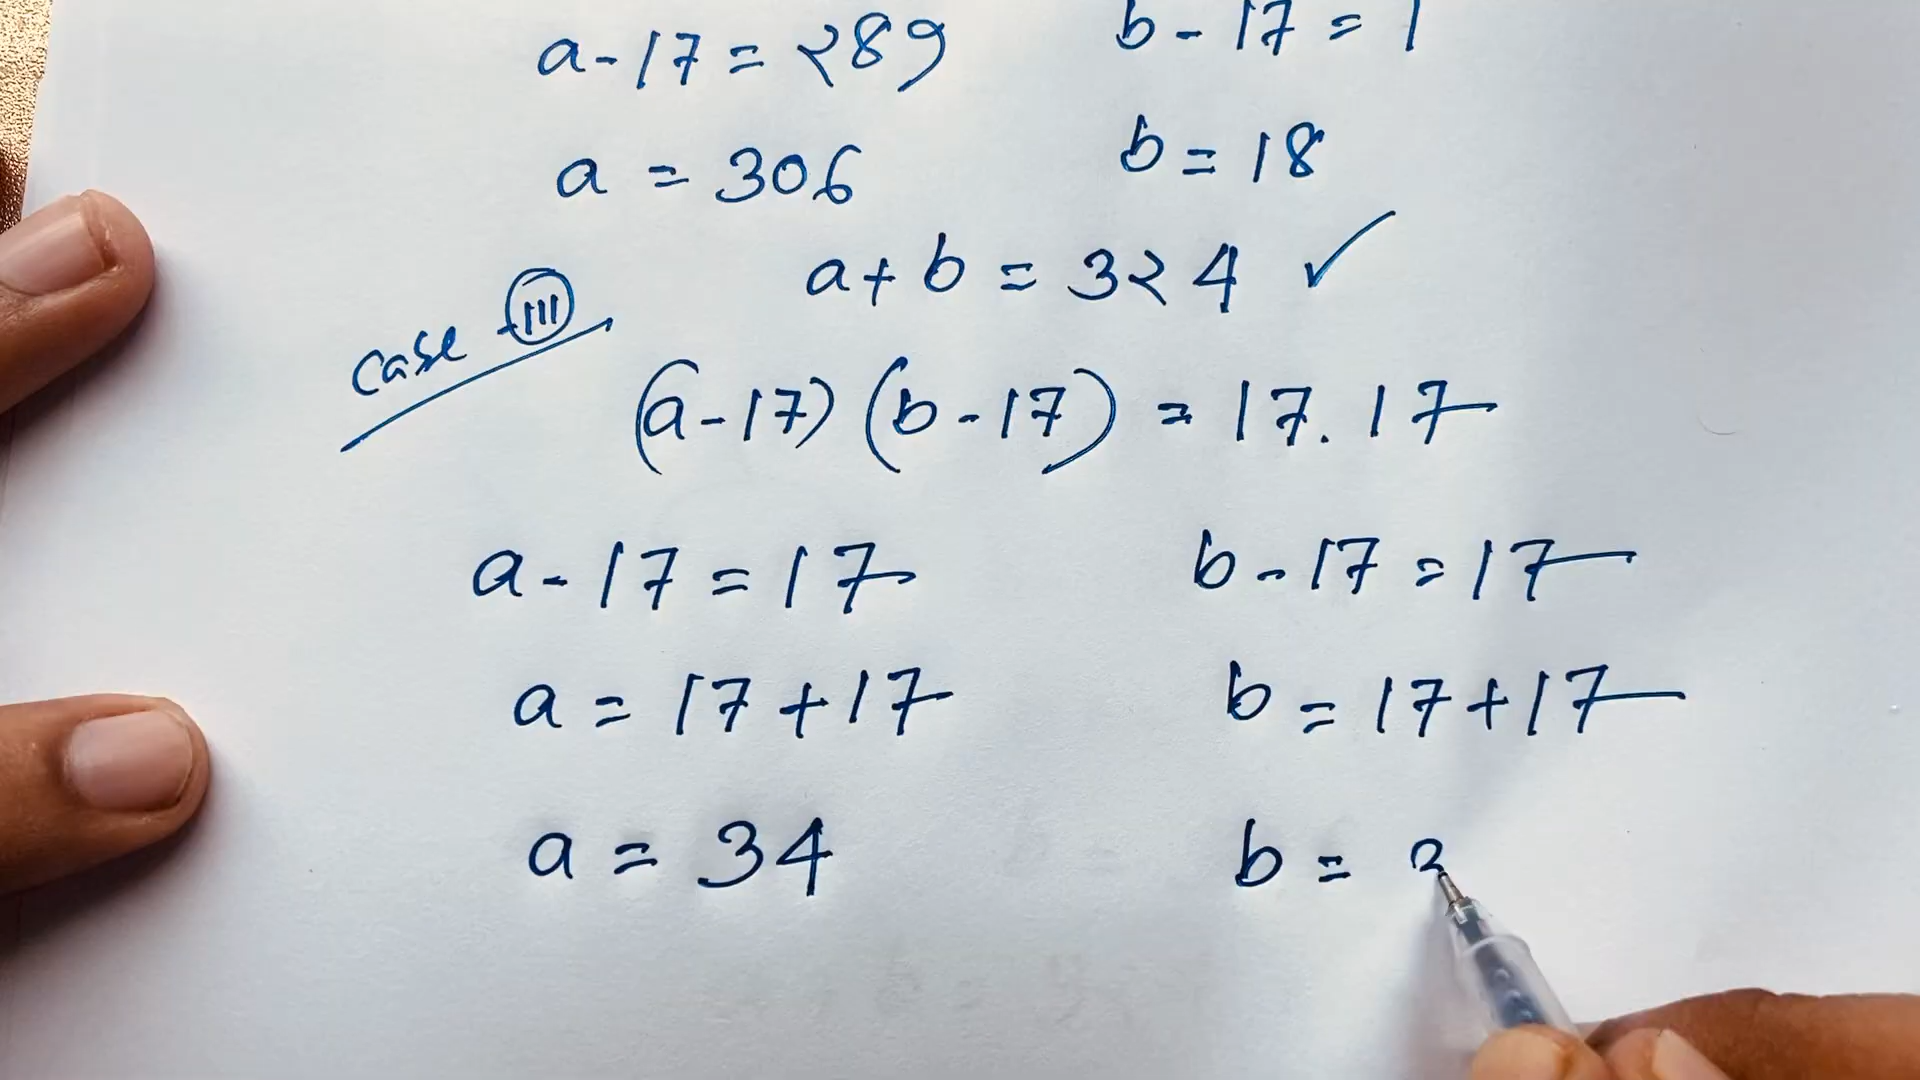 a - 17 = 289 b - 17 = 1
a = 306 b = 18
a + b = 324 ✓
case - III
(a - 17) (b - 17) = 17 . 17
a - 17 = 17 b - 17 = 17
a = 17 + 17 b = 17 + 17
a = 34 b = 3